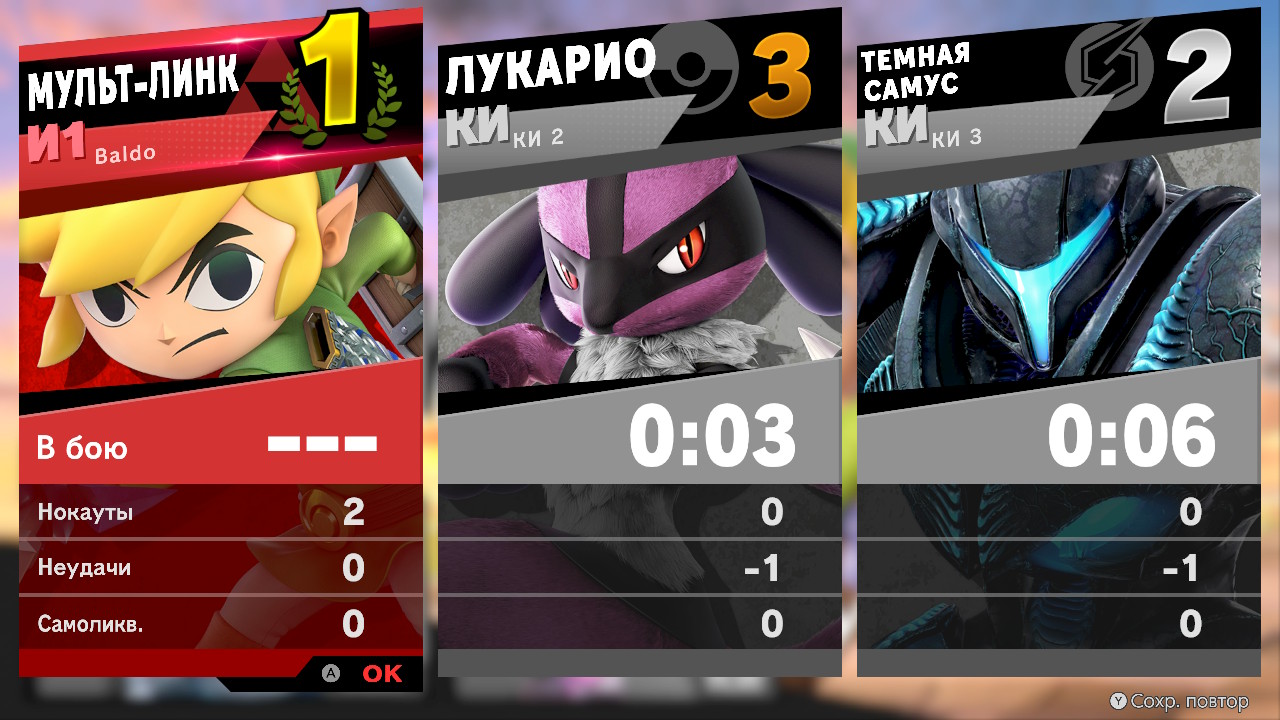 МУЛЬТ-ЛИНК
1
И1 Baldo
В бою ---
Нокауты 2
Неудачи 0
Самоликв. 0
A OK
ЛУКАРИО
3
КИ КИ 2
0:03
0
-1
0
ТЕМНАЯ
САМУС
2
КИ КИ 3
0:06
0
-1
0
Y Сохр. повтор